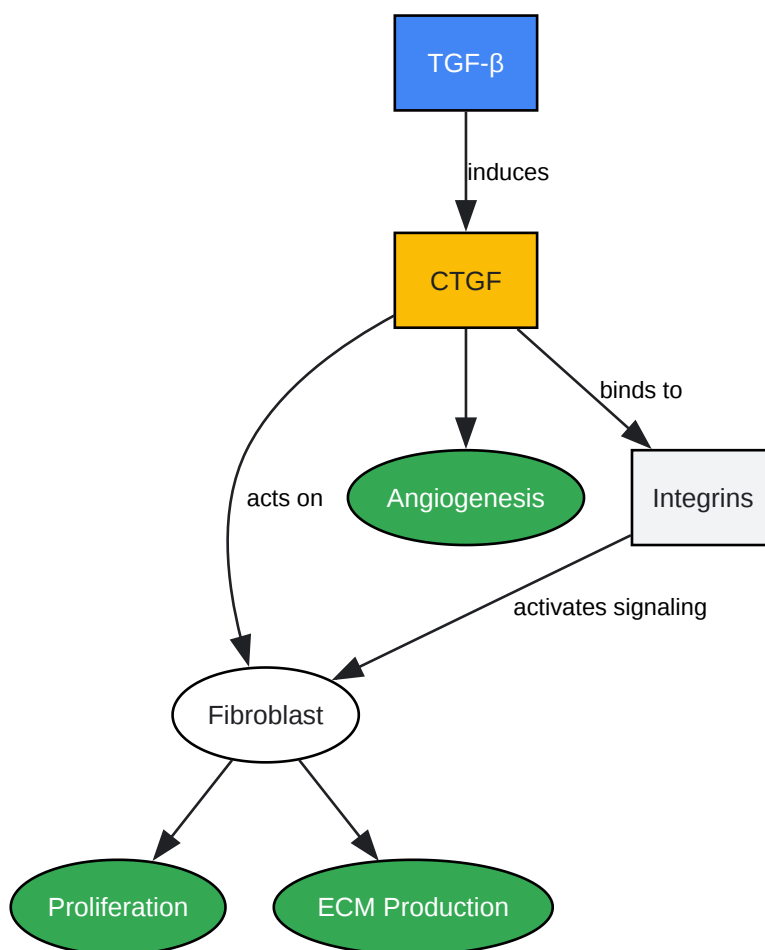 TGF-β
induces
CTGF
binds to
acts on
Angiogenesis
Integrins
activates signaling
Fibroblast
Proliferation
ECM Production